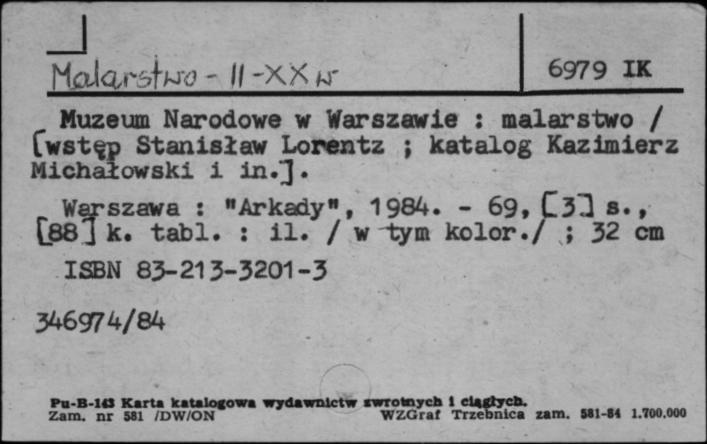 Malarstwo - II - XX w
6979 IK
Muzeum Narodowe w Warszawie : malarstwo /
[wstęp Stanisław Lorentz ; katalog Kazimierz
Michałowski i in.].
Warszawa : "Arkady", 1984. - 69, [3] s.,
[88] k. tabl. : il. / w tym kolor./ ; 32 cm
ISBN 83-213-3201-3
346974/84
Pu-B-143 Karta katalogowa wydawnictw zwrotnych i ciągłych.
Zam. nr 581 /DW/ON WZGraf Trzebnica zam. 581-84 1.700.000